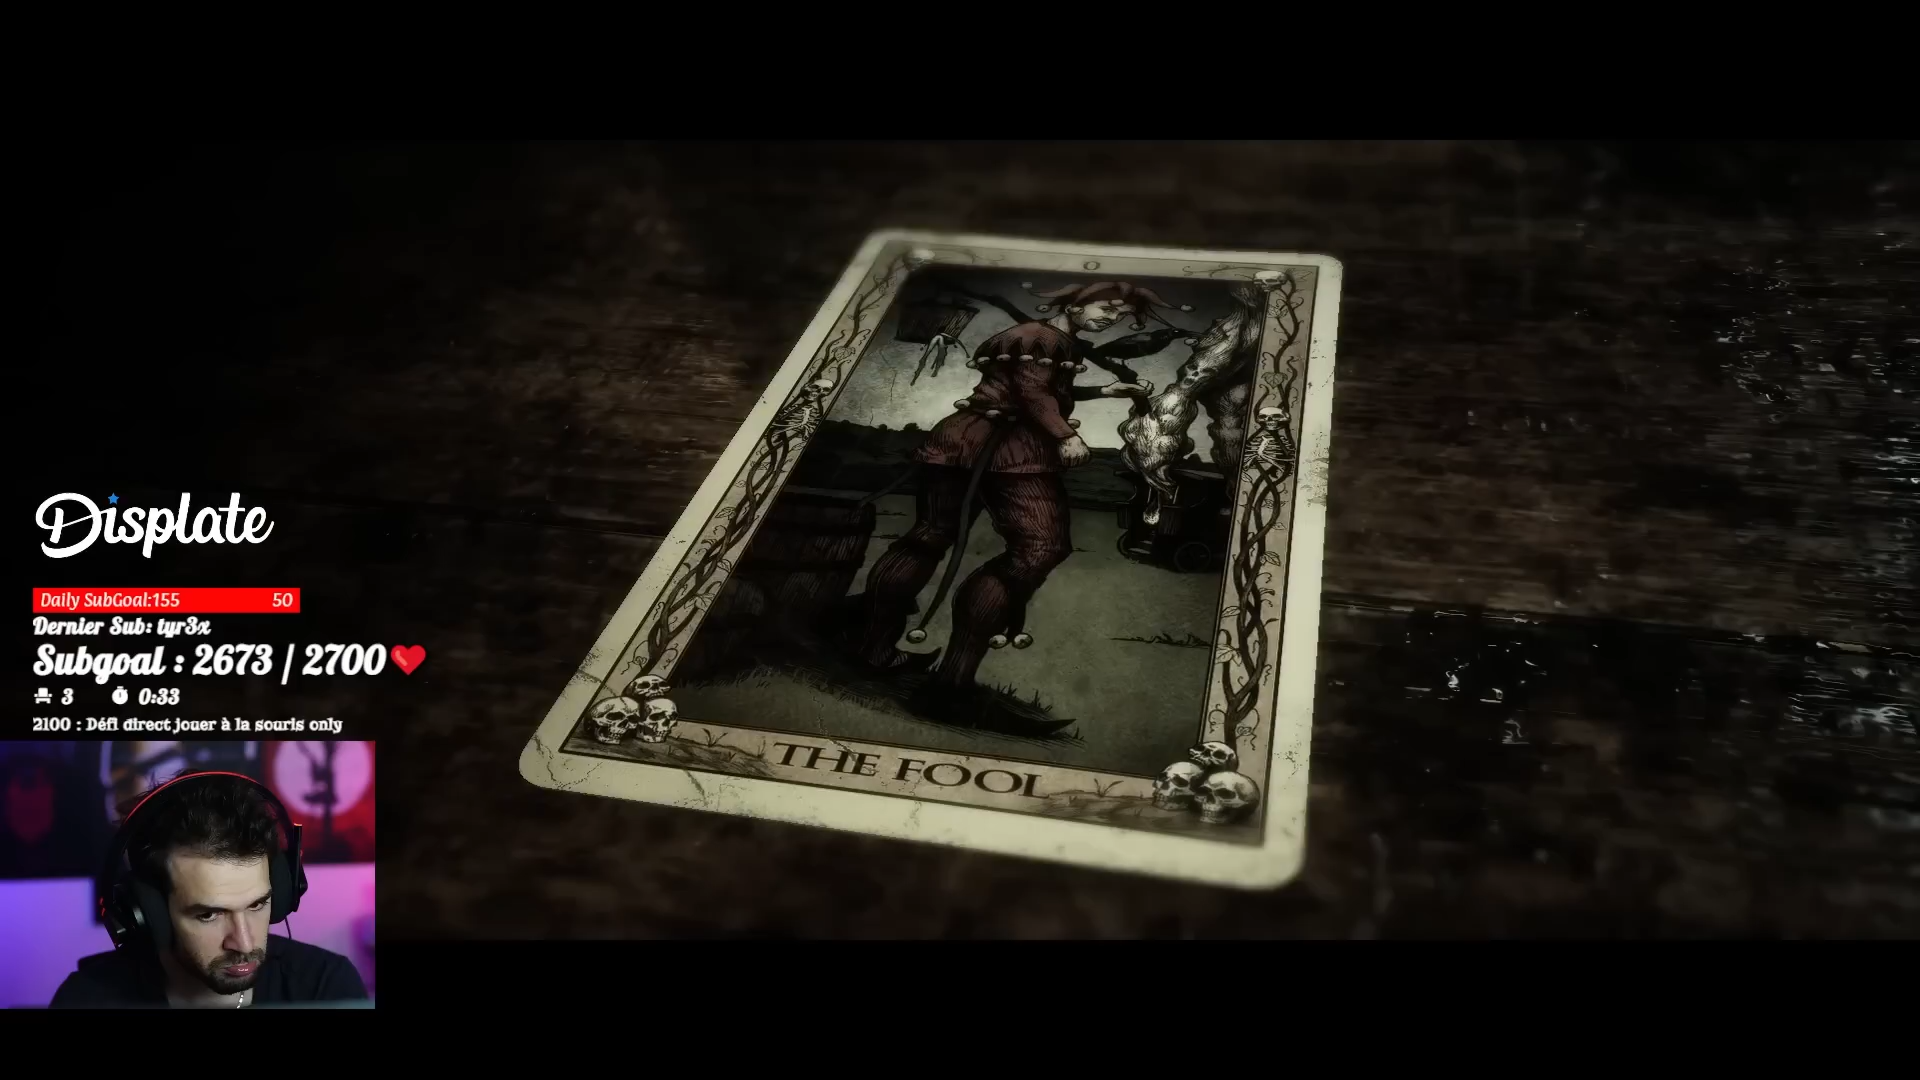 0
THE FOOL
Displate
Daily SubGoal:155 50
Dernier Sub: tyr3x
Subgoal : 2673 / 2700
3 0:33
2100 : Défi direct jouer à la souris only